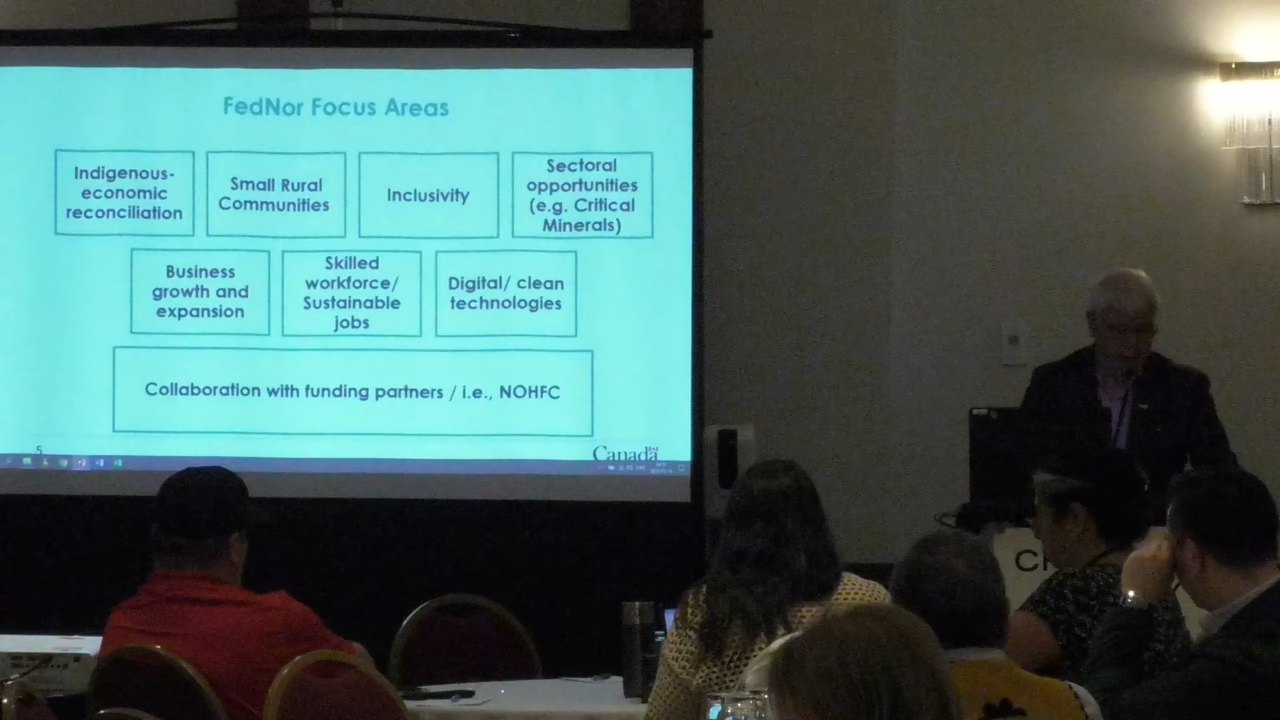 FedNor Focus Areas
Indigenous-
economic
reconciliation
Small Rural
Communities
Inclusivity
Sectoral
opportunities
(e.g. Critical
Minerals)
Business
growth and
expansion
Skilled
workforce/
Sustainable
jobs
Digital/ clean
technologies
Collaboration with funding partners / i.e., NOHFC
5
Canada